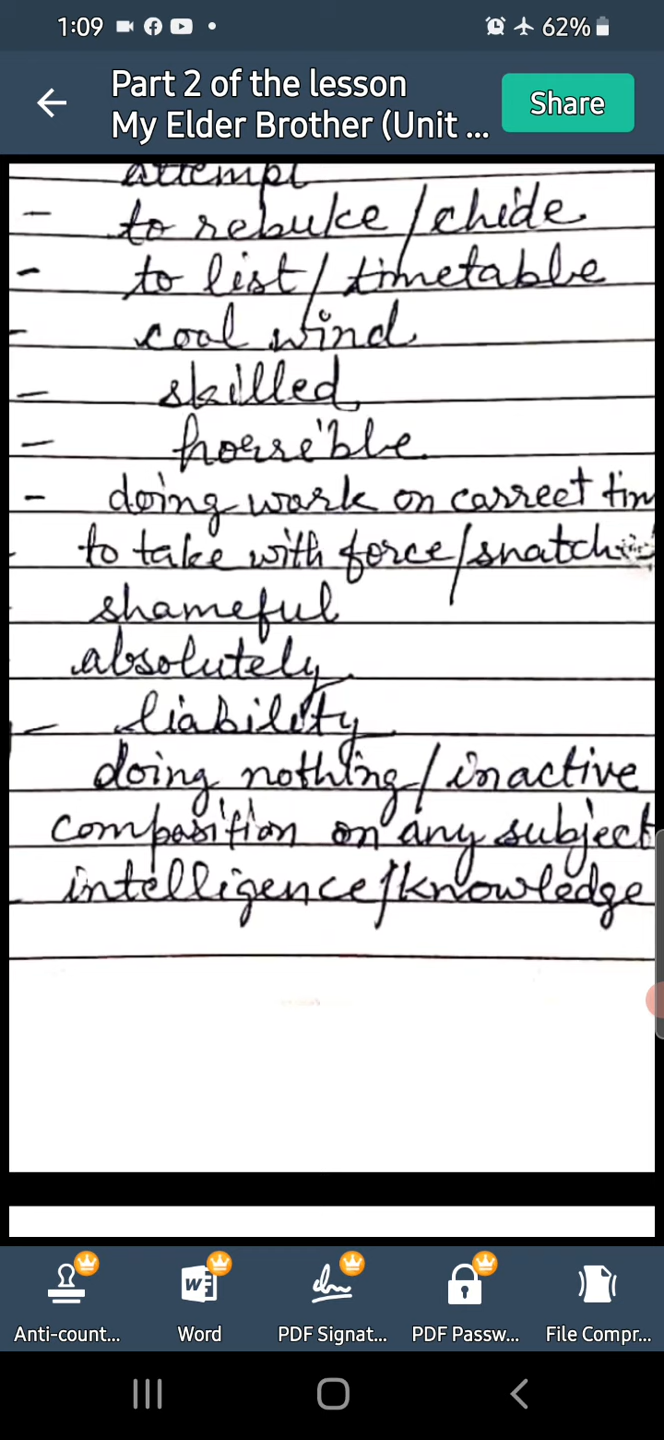 1:09 62%
Part 2 of the lesson
My Elder Brother (Unit ...
Share
attempt
- to rebuke/chide
- to list/timetable
- cool wind
- skilled
- horrible
- doing work on correct tim
- to take with force/snatch
shameful
absolutely
- liability
doing nothing/inactive
composition on any subject
- intelligence/knowledge
Anti-count... Word PDF Signat... PDF Passw... File Compr...